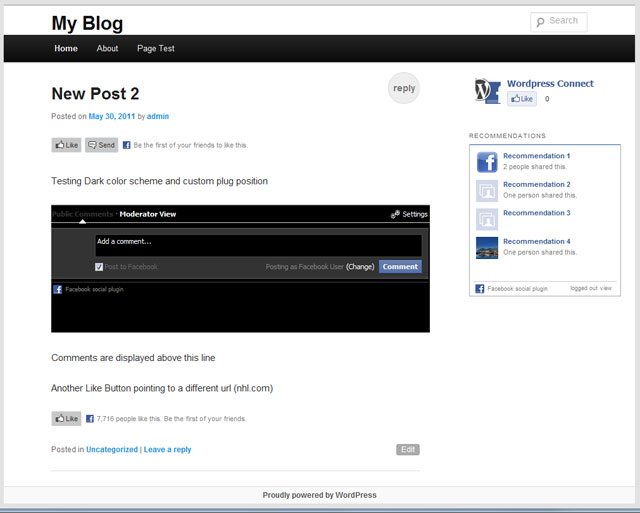 My Blog
Search
Home About Page Test
reply
New Post 2
Posted on May 30, 2011 by admin
Like Send Be the first of your friends to like this.
Testing Dark color scheme and custom plug position
Public Comments · Moderator View Settings
Add a comment...
Post to Facebook Posting as Facebook User (Change) Comment
Facebook social plugin
Comments are displayed above this line
Another Like Button pointing to a different url (nhl.com)
Like 7,716 people like this. Be the first of your friends.
Posted in Uncategorized | Leave a reply Edit
Wordpress Connect
Like 0
RECOMMENDATIONS
Recommendation 1
2 people shared this.
Recommendation 2
One person shared this.
Recommendation 3
Recommendation 4
One person shared this.
Facebook social plugin logged out view
Proudly powered by WordPress